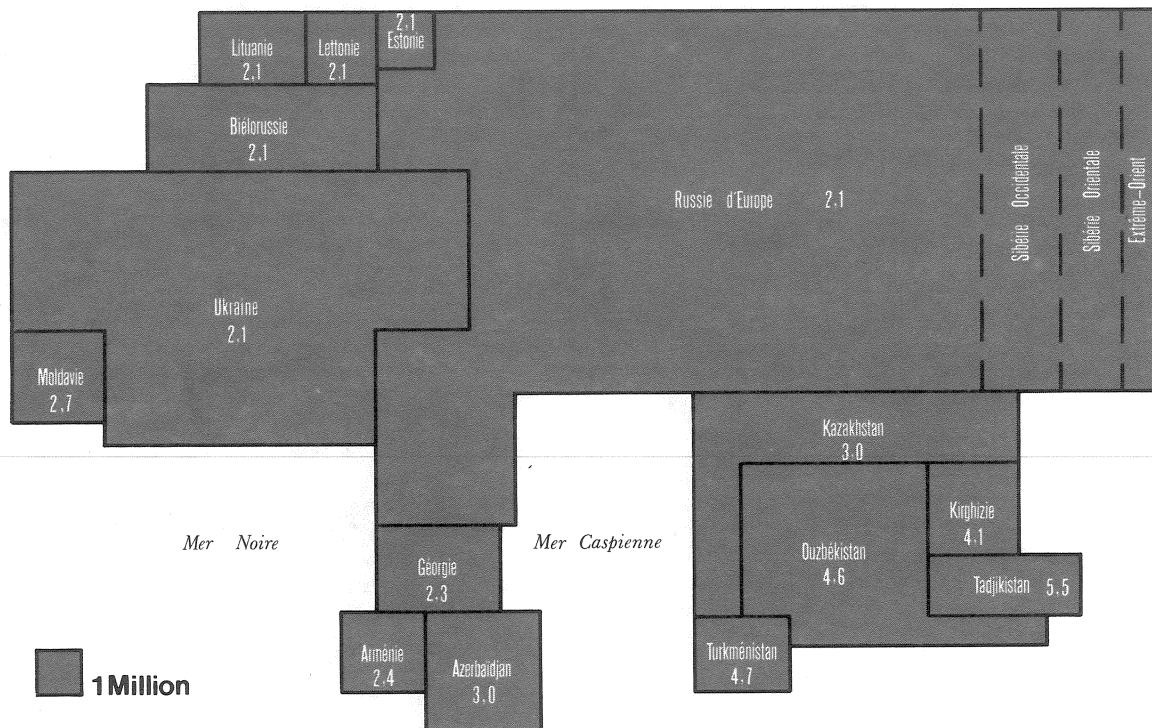 Lituanie
2,1
Lettonie
2,1
2,1
Estonie
Biélorussie
2,1
Russie d'Europe 2,1
Sibérie Occidentale
Sibérie Orientale
Extrême-Orient
Ukraine
2,1
Moldavie
2,7
Kazakhstan
3,0
Mer Noire
Mer Caspienne
Géorgie
2,3
Ouzbékistan
4,6
Kirghizie
4,1
Tadjikistan 5,5
Arménie
2,4
Azerbaidjan
3,0
Turkménistan
4,7
1 Million